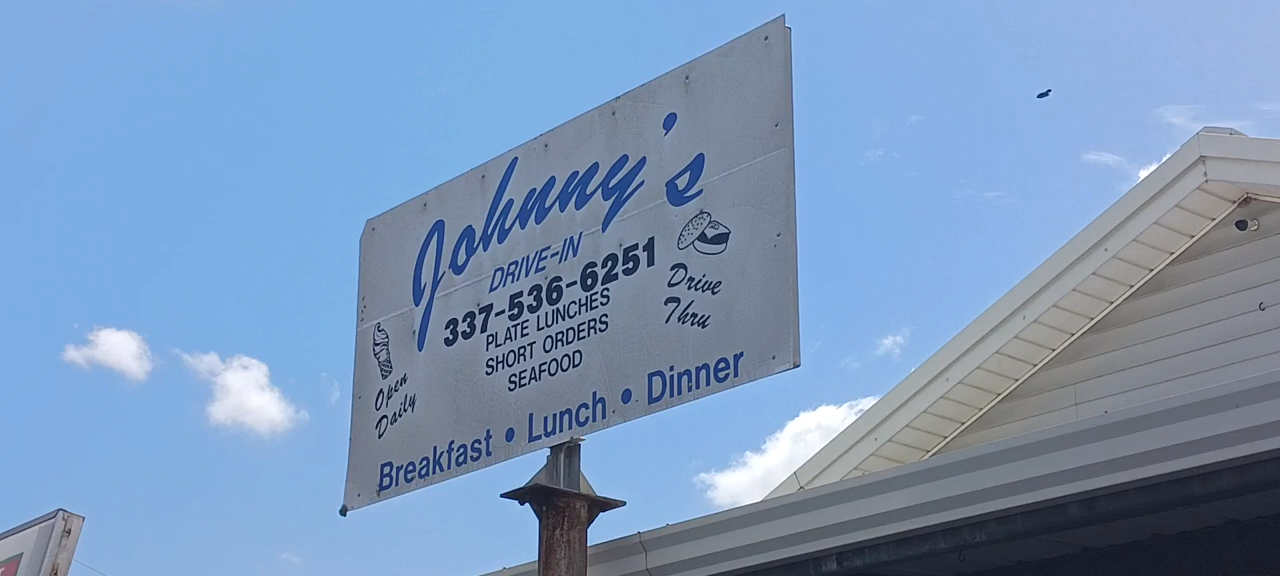 Johnny's
DRIVE-IN
337-536-6251
PLATE LUNCHES
SHORT ORDERS
SEAFOOD
Drive
Thru
Open
Daily
Breakfast • Lunch • Dinner